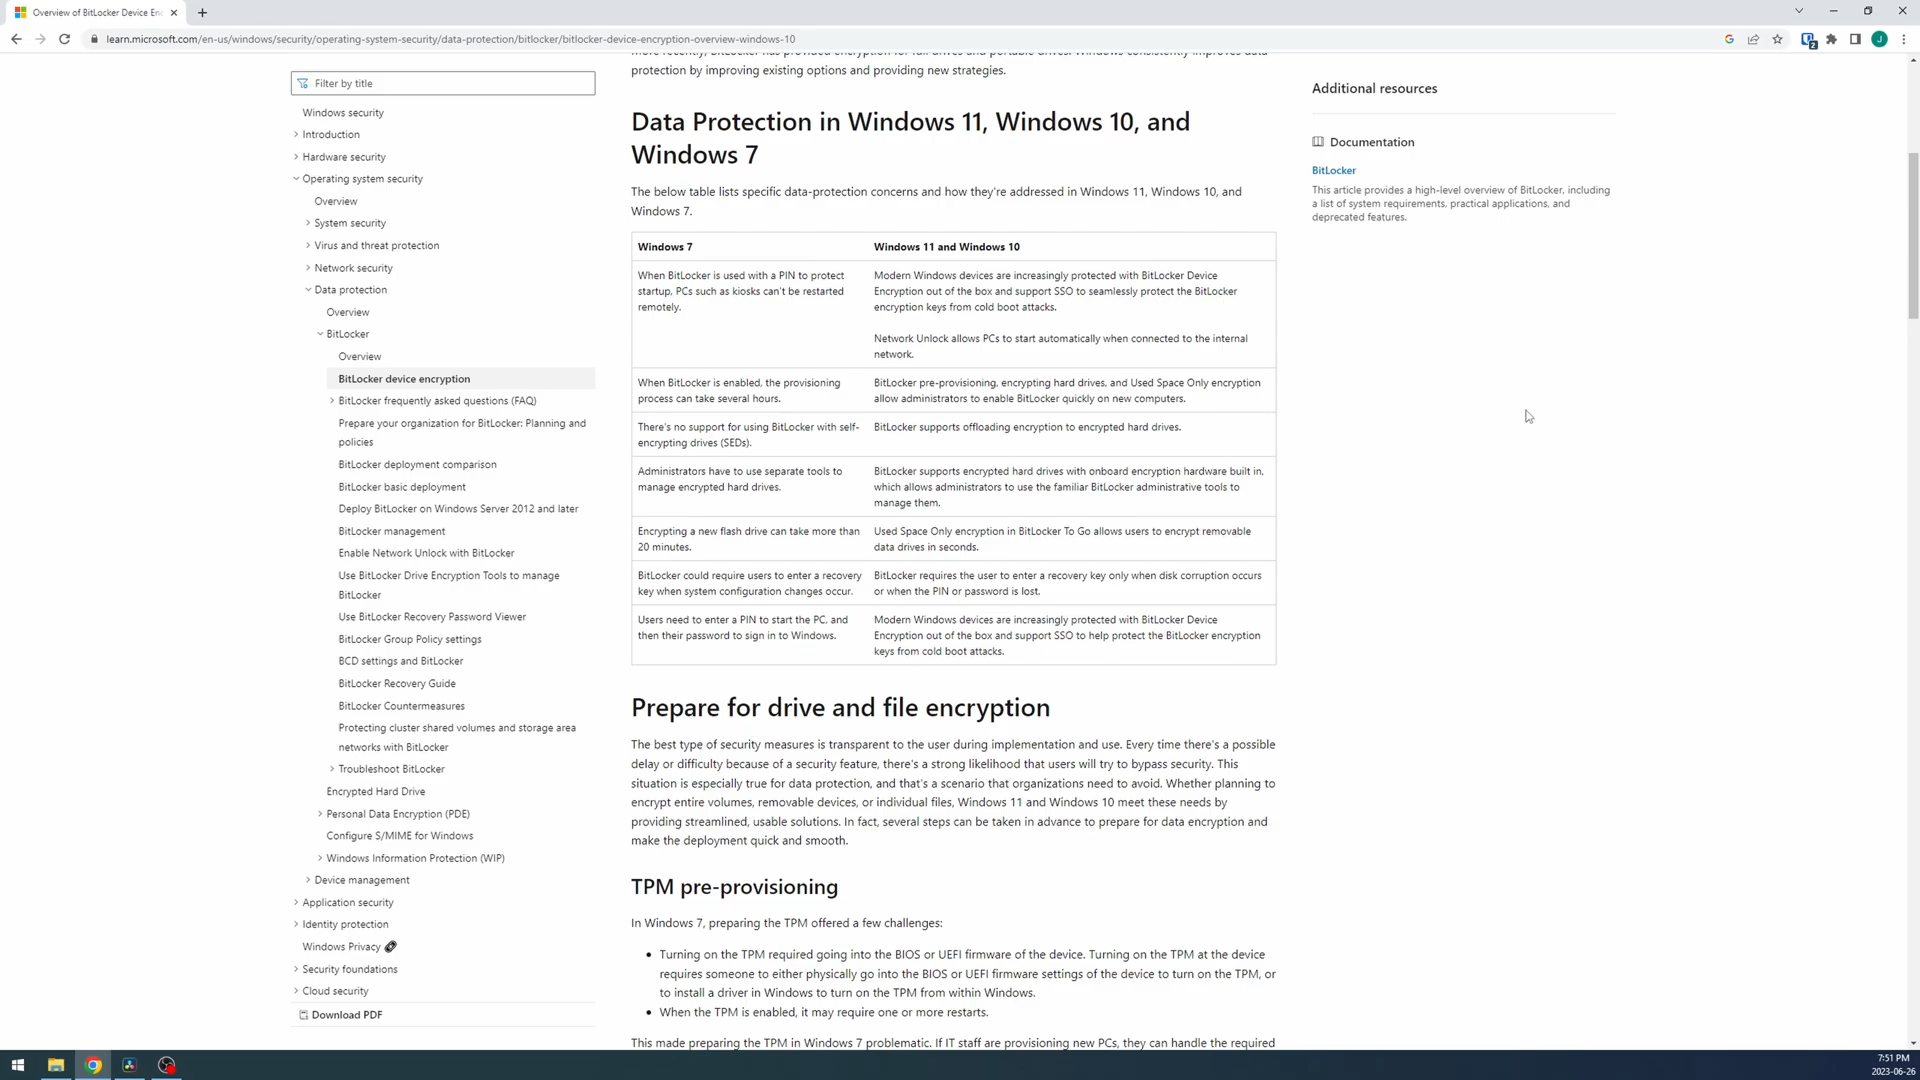 Overview of BitLocker Device En
learn.microsoft.com/en-us/windows/security/operating-system-security/data-protection/bitlocker/bitlocker-device-encryption-overview-windows-10
2
J
Filter by title
Windows security
Introduction
Hardware security
Operating system security
Overview
System security
Virus and threat protection
Network security
Data protection
Overview
BitLocker
Overview
BitLocker device encryption
BitLocker frequently asked questions (FAQ)
Prepare your organization for BitLocker: Planning and
policies
BitLocker deployment comparison
BitLocker basic deployment
Deploy BitLocker on Windows Server 2012 and later
BitLocker management
Enable Network Unlock with BitLocker
Use BitLocker Drive Encryption Tools to manage
BitLocker
Use BitLocker Recovery Password Viewer
BitLocker Group Policy settings
BCD settings and BitLocker
BitLocker Recovery Guide
BitLocker Countermeasures
Protecting cluster shared volumes and storage area
networks with BitLocker
Troubleshoot BitLocker
Encrypted Hard Drive
Personal Data Encryption (PDE)
Configure S/MIME for Windows
Windows Information Protection (WIP)
Device management
Application security
Identity protection
Windows Privacy
Security foundations
Cloud security
Download PDF
more recently, BitLocker has provided encryption for full drives and portable drives. Windows consistently improves data
protection by improving existing options and providing new strategies.
Data Protection in Windows 11, Windows 10, and
Windows 7
The below table lists specific data-protection concerns and how they're addressed in Windows 11, Windows 10, and
Windows 7.
Windows 7
Windows 11 and Windows 10
When BitLocker is used with a PIN to protect
startup, PCs such as kiosks can't be restarted
remotely.
Modern Windows devices are increasingly protected with BitLocker Device
Encryption out of the box and support SSO to seamlessly protect the BitLocker
encryption keys from cold boot attacks.
Network Unlock allows PCs to start automatically when connected to the internal
network.
When BitLocker is enabled, the provisioning
process can take several hours.
BitLocker pre-provisioning, encrypting hard drives, and Used Space Only encryption
allow administrators to enable BitLocker quickly on new computers.
There's no support for using BitLocker with self-
encrypting drives (SEDs).
BitLocker supports offloading encryption to encrypted hard drives.
Administrators have to use separate tools to
manage encrypted hard drives.
BitLocker supports encrypted hard drives with onboard encryption hardware built in,
which allows administrators to use the familiar BitLocker administrative tools to
manage them.
Encrypting a new flash drive can take more than
20 minutes.
Used Space Only encryption in BitLocker To Go allows users to encrypt removable
data drives in seconds.
BitLocker could require users to enter a recovery
key when system configuration changes occur.
BitLocker requires the user to enter a recovery key only when disk corruption occurs
or when the PIN or password is lost.
Users need to enter a PIN to start the PC, and
then their password to sign in to Windows.
Modern Windows devices are increasingly protected with BitLocker Device
Encryption out of the box and support SSO to help protect the BitLocker encryption
keys from cold boot attacks.
Prepare for drive and file encryption
The best type of security measures is transparent to the user during implementation and use. Every time there's a possible
delay or difficulty because of a security feature, there's a strong likelihood that users will try to bypass security. This
situation is especially true for data protection, and that's a scenario that organizations need to avoid. Whether planning to
encrypt entire volumes, removable devices, or individual files, Windows 11 and Windows 10 meet these needs by
providing streamlined, usable solutions. In fact, several steps can be taken in advance to prepare for data encryption and
make the deployment quick and smooth.
TPM pre-provisioning
In Windows 7, preparing the TPM offered a few challenges:
• Turning on the TPM required going into the BIOS or UEFI firmware of the device. Turning on the TPM at the device
requires someone to either physically go into the BIOS or UEFI firmware settings of the device to turn on the TPM, or
to install a driver in Windows to turn on the TPM from within Windows.
• When the TPM is enabled, it may require one or more restarts.
This made preparing the TPM in Windows 7 problematic. If IT staff are provisioning new PCs, they can handle the required
Additional resources
Documentation
BitLocker
This article provides a high-level overview of BitLocker, including
a list of system requirements, practical applications, and
deprecated features.
7:51 PM
2023-06-26